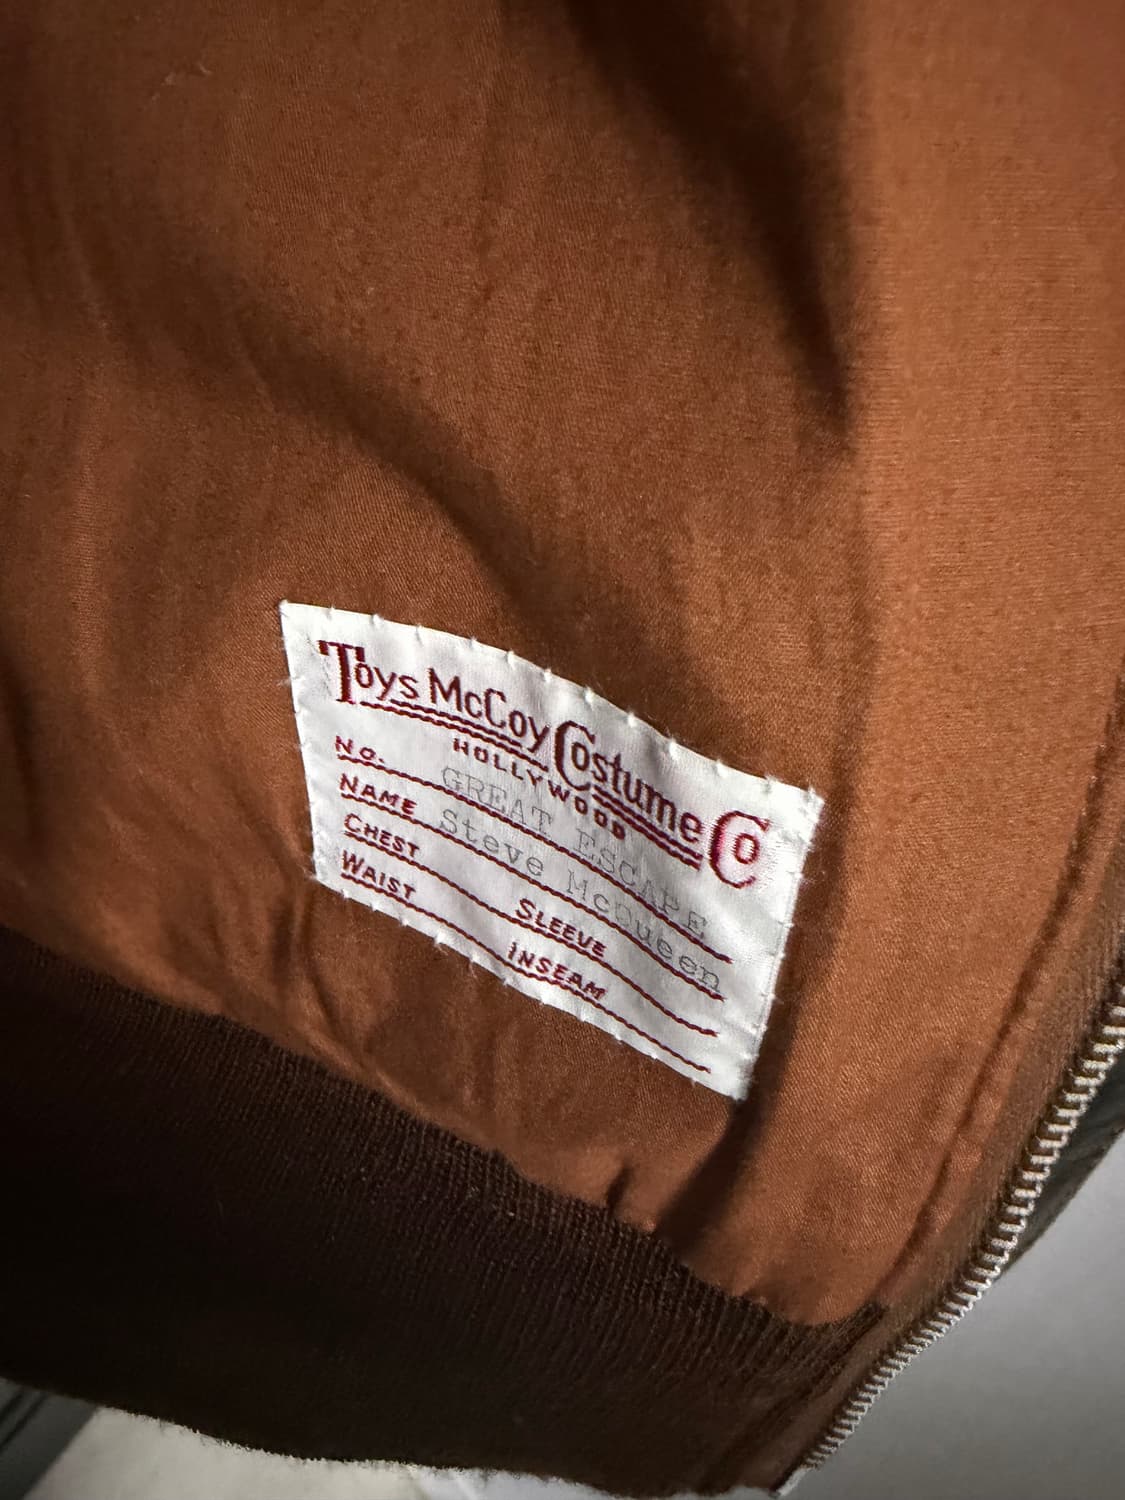 Toys McCoy Costume Co
HOLLYWOOD
No. GREAT ESCAPE
NAME Steve McQueen
CHEST SLEEVE
WAIST INSEAM